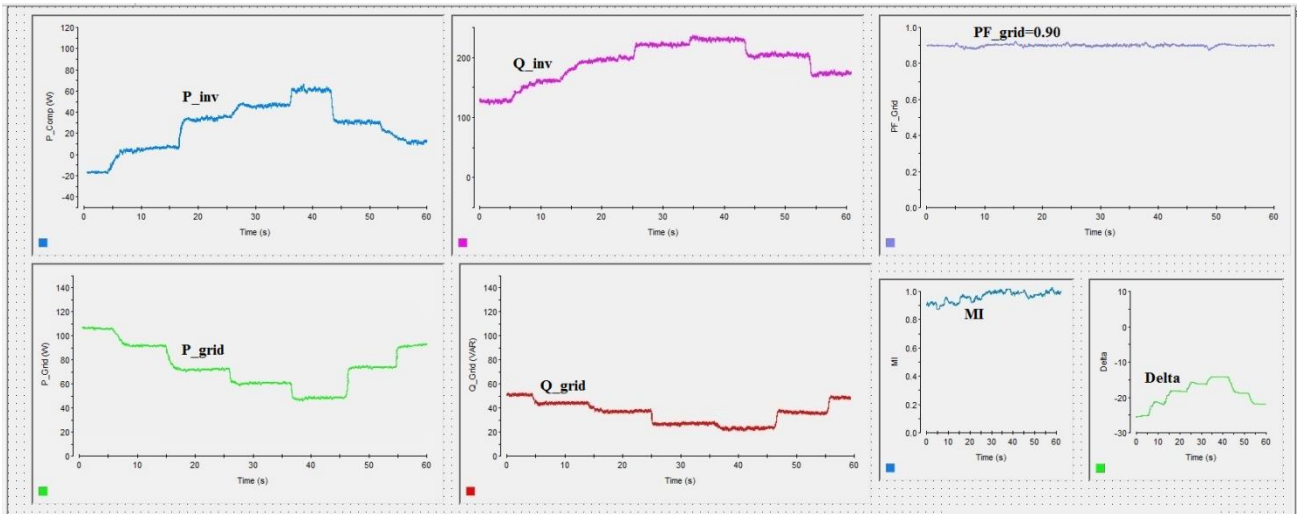 P_Comp (W)
120
100
80
60
40
20
0
-20
-40
P_inv
0 10 20 30 40 50 60
Time (s)
200
100
0
Q_inv
0 10 20 30 40 50 60
Time (s)
PF_Grid
1.0
0.8
0.6
0.4
0.2
0.0
PF_grid=0.90
0 10 20 30 40 50 60
Time (s)
P_Grid (W)
140
120
100
80
60
40
20
0
P_grid
0 10 20 30 40 50 60
Time (s)
Q_Grid (VAR)
140
120
100
80
60
40
20
0
Q_grid
0 10 20 30 40 50 60
Time (s)
MI
1.0
0.8
0.6
0.4
0.2
0.0
MI
0 10 20 30 40 50 60
Time (s)
Delta
10
0
-10
-20
-30
Delta
0 10 20 30 40 50 60
Time (s)